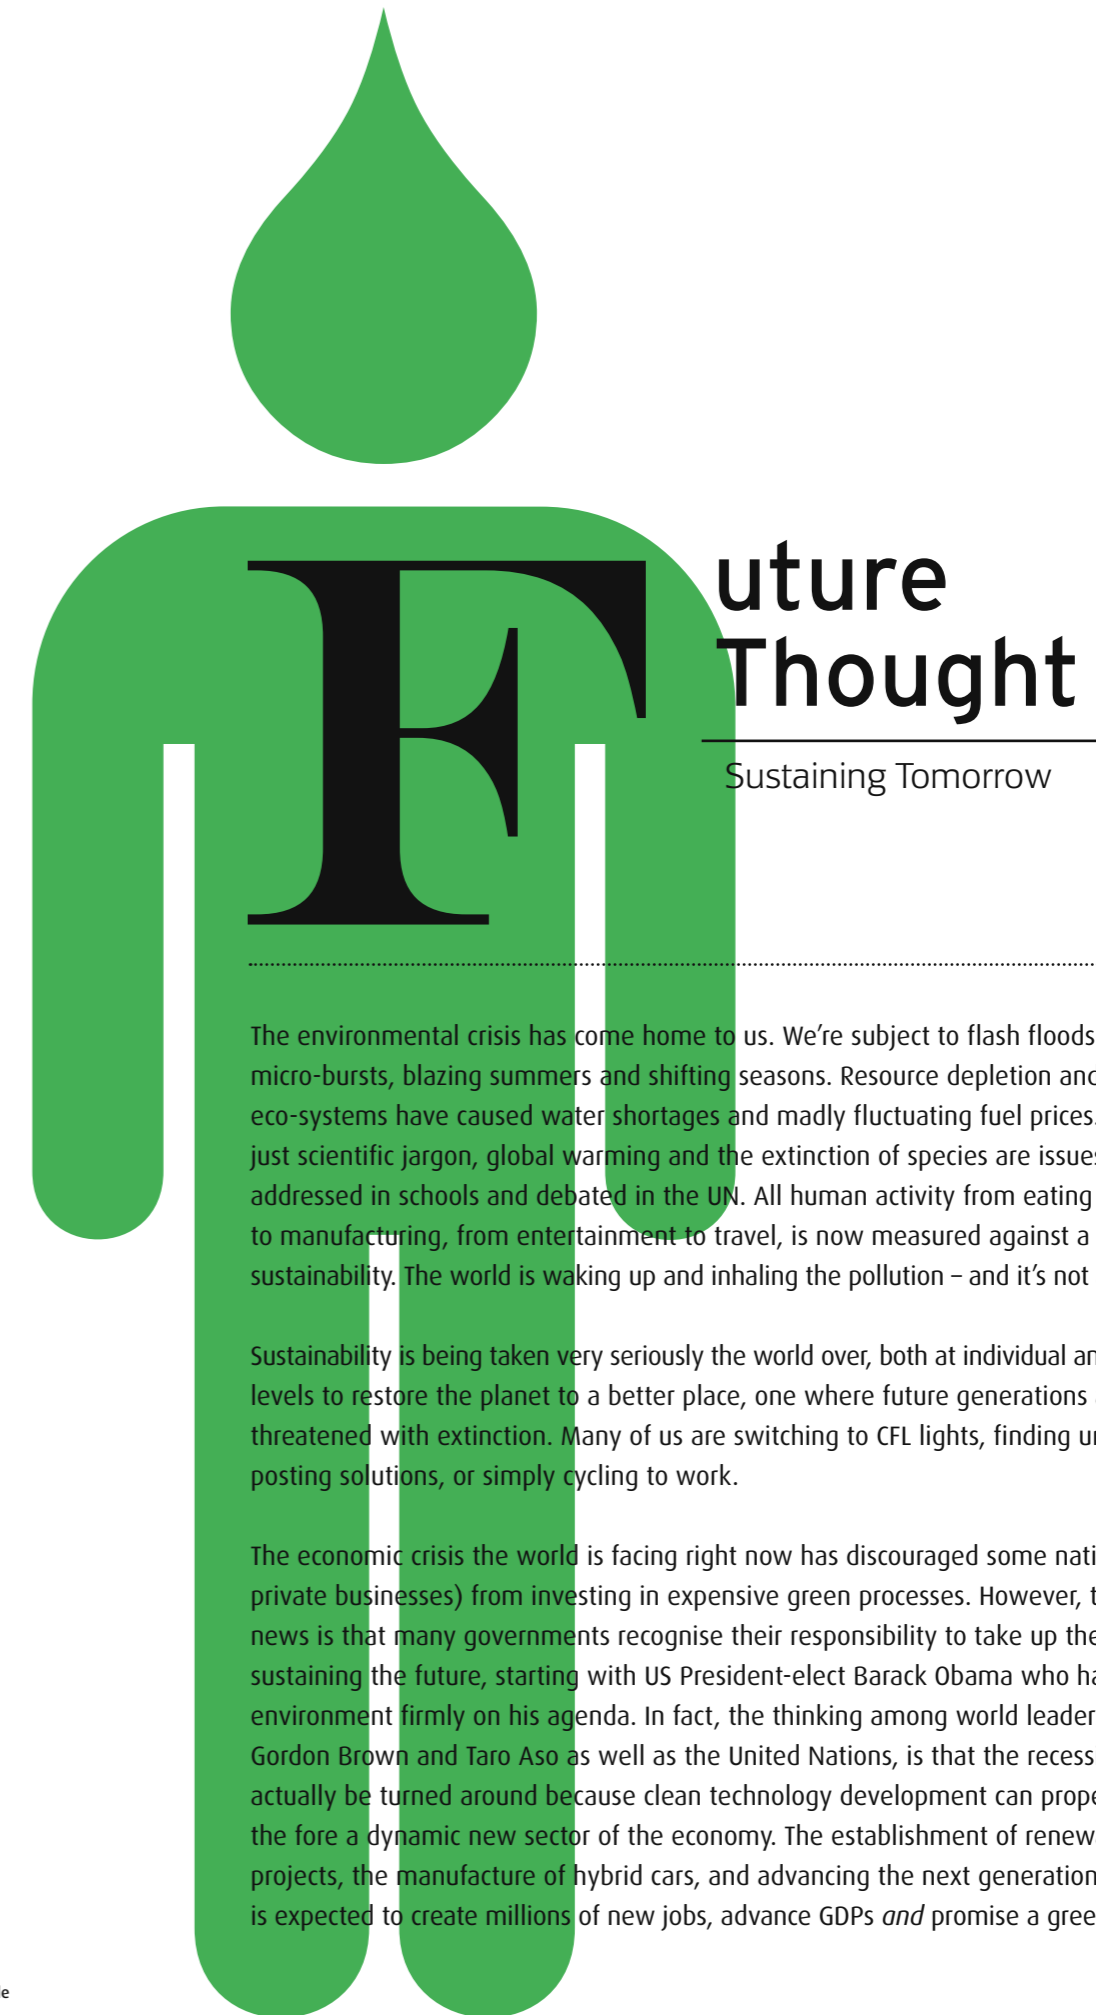 Future
Thought
Sustaining Tomorrow
The environmental crisis has come home to us. We’re subject to flash floods
micro-bursts, blazing summers and shifting seasons. Resource depletion and
eco-systems have caused water shortages and madly fluctuating fuel prices.
just scientific jargon, global warming and the extinction of species are issues
addressed in schools and debated in the UN. All human activity from eating
to manufacturing, from entertainment to travel, is now measured against a
sustainability. The world is waking up and inhaling the pollution – and it’s not
Sustainability is being taken very seriously the world over, both at individual
levels to restore the planet to a better place, one where future generations
threatened with extinction. Many of us are switching to CFL lights, finding
posting solutions, or simply cycling to work.
The economic crisis the world is facing right now has discouraged some
private businesses) from investing in expensive green processes. However,
news is that many governments recognise their responsibility to take up the
sustaining the future, starting with US President-elect Barack Obama who
environment firmly on his agenda. In fact, the thinking among world leader
Gordon Brown and Taro Aso as well as the United Nations, is that the
actually be turned around because clean technology development can
the fore a dynamic new sector of the economy. The establishment of
projects, the manufacture of hybrid cars, and advancing the next generation
is expected to create millions of new jobs, advance GDPs and promise a